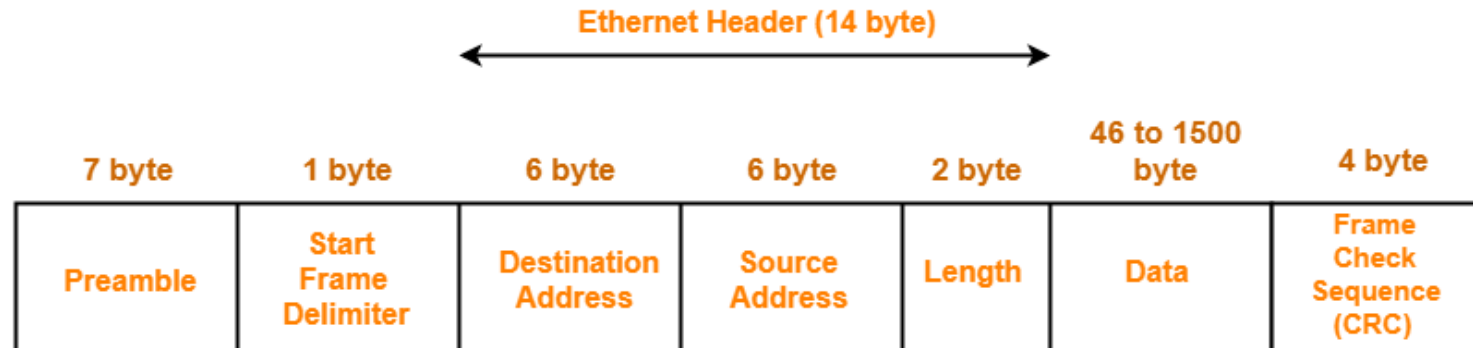 Ethernet Header (14 byte)
7 byte
1 byte
6 byte
6 byte
2 byte
46 to 1500
byte
4 byte
Preamble
Start
Frame
Delimiter
Destination
Address
Source
Address
Length
Data
Frame
Check
Sequence
(CRC)